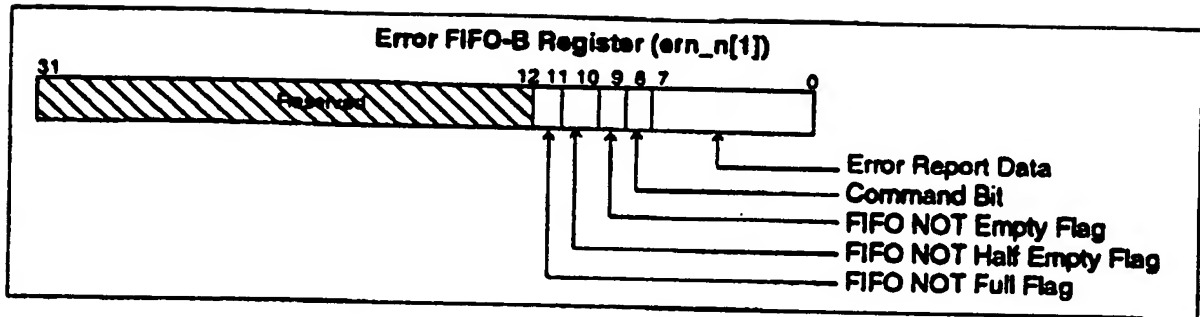 Error FIFO-B Register (ern_n[1])
31 12 11 10 9 8 7 0
Reserved
Error Report Data
Command Bit
FIFO NOT Empty Flag
FIFO NOT Half Empty Flag
FIFO NOT Full Flag